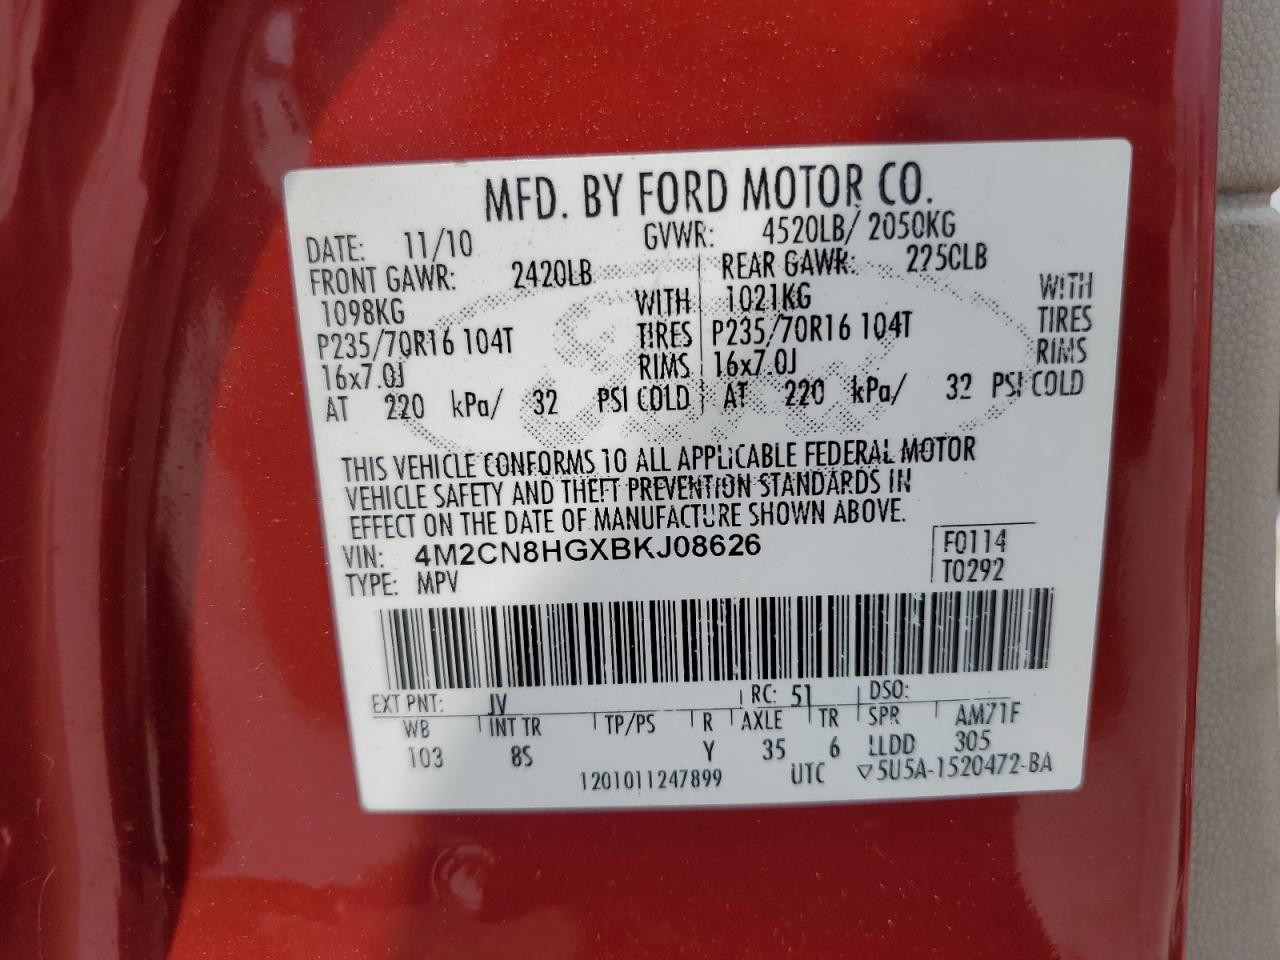 MFD. BY FORD MOTOR CO.
DATE: 11/10 GVWR: 4520LB/ 2050KG
FRONT GAWR: 2420LB REAR GAWR: 2250LB
1098KG WITH 1021KG WITH
P235/70R16 104T TIRES P235/70R16 104T TIRES
16x7.0J RIMS 16x7.0J RIMS
AT 220 kPa/ 32 PSI COLD AT 220 kPa/ 32 PSI COLD
THIS VEHICLE CONFORMS TO ALL APPLICABLE FEDERAL MOTOR
VEHICLE SAFETY AND THEFT PREVENTION STANDARDS IN
EFFECT ON THE DATE OF MANUFACTURE SHOWN ABOVE.
VIN: 4M2CN8HGXBKJ08626 F0114
TYPE: MPV T0292
EXT PNT: JV RC: 51 DSO:
WB INT TR TP/PS R AXLE TR SPR AM71F
103 8S Y 35 6 LLDD 305
1201011247899 UTC ▽5U5A-1520472-BA